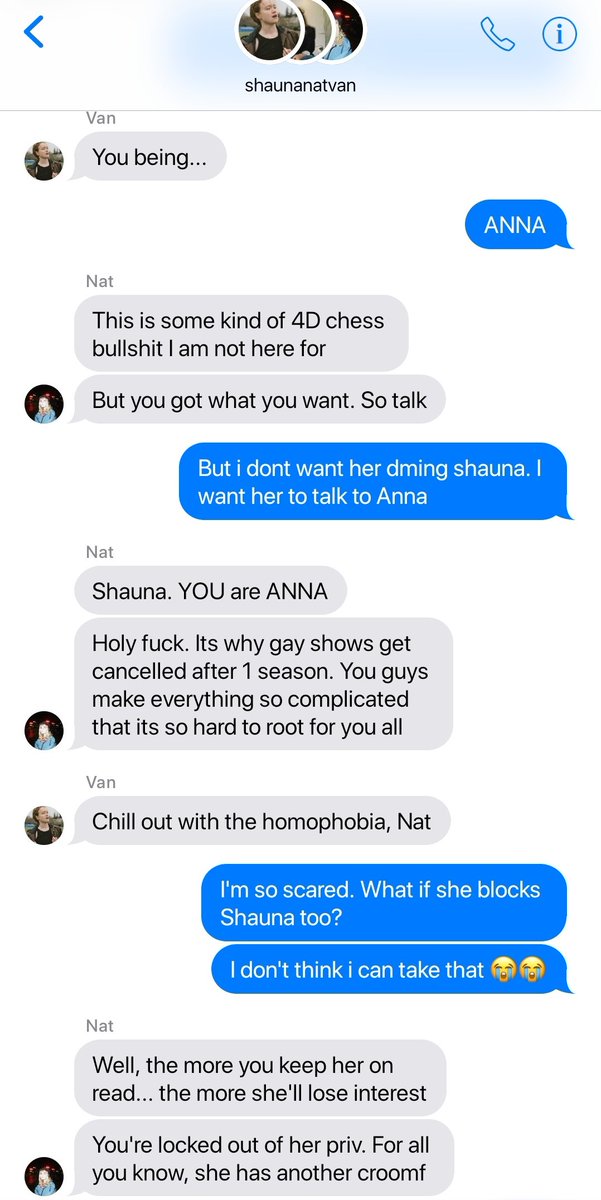 shaunanatvan
Van
You being...
ANNA
Nat
This is some kind of 4D chess
bullshit I am not here for
But you got what you want. So talk
But i dont want her dming shauna. I
want her to talk to Anna
Nat
Shauna. YOU are ANNA
Holy fuck. Its why gay shows get
cancelled after 1 season. You guys
make everything so complicated
that its so hard to root for you all
Van
Chill out with the homophobia, Nat
I'm so scared. What if she blocks
Shauna too?
I don't think i can take that 😭😭
Nat
Well, the more you keep her on
read... the more she'll lose interest
You're locked out of her priv. For all
you know, she has another croomf